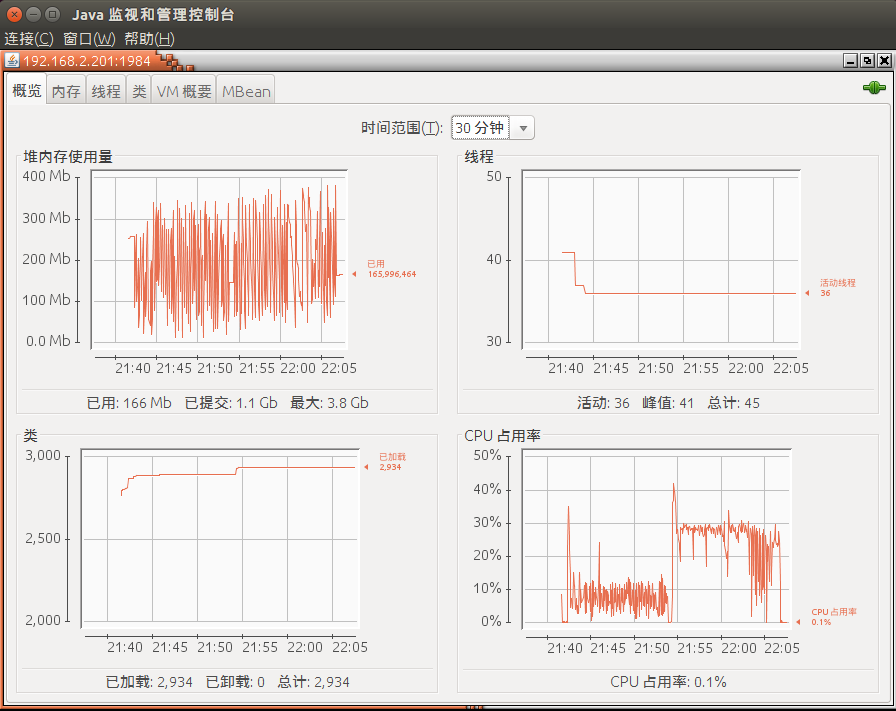 Java 监视和管理控制台
连接(C) 窗口(W) 帮助(H)
192.168.2.201:1984
概览 内存 线程 类 VM 概要 MBean
时间范围(T): 30 分钟
堆内存使用量
400 Mb
300 Mb
200 Mb
100 Mb
0.0 Mb
已用
165,996,464
21:40 21:45 21:50 21:55 22:00 22:05
已用: 166 Mb 已提交: 1.1 Gb 最大: 3.8 Gb
线程
50
40
30
活动线程
36
21:40 21:45 21:50 21:55 22:00 22:05
活动: 36 峰值: 41 总计: 45
类
3,000
2,500
2,000
已加载
2,934
21:40 21:45 21:50 21:55 22:00 22:05
已加载: 2,934 已卸载: 0 总计: 2,934
CPU 占用率
50%
40%
30%
20%
10%
0%
CPU 占用率
0.1%
21:40 21:45 21:50 21:55 22:00 22:05
CPU 占用率: 0.1%